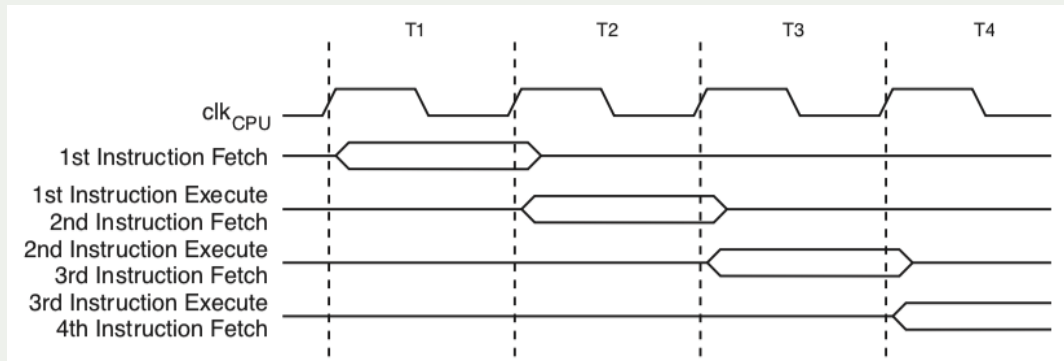 T1 T2 T3 T4
clkCPU
1st Instruction Fetch
1st Instruction Execute
2nd Instruction Fetch
2nd Instruction Execute
3rd Instruction Fetch
3rd Instruction Execute
4th Instruction Fetch